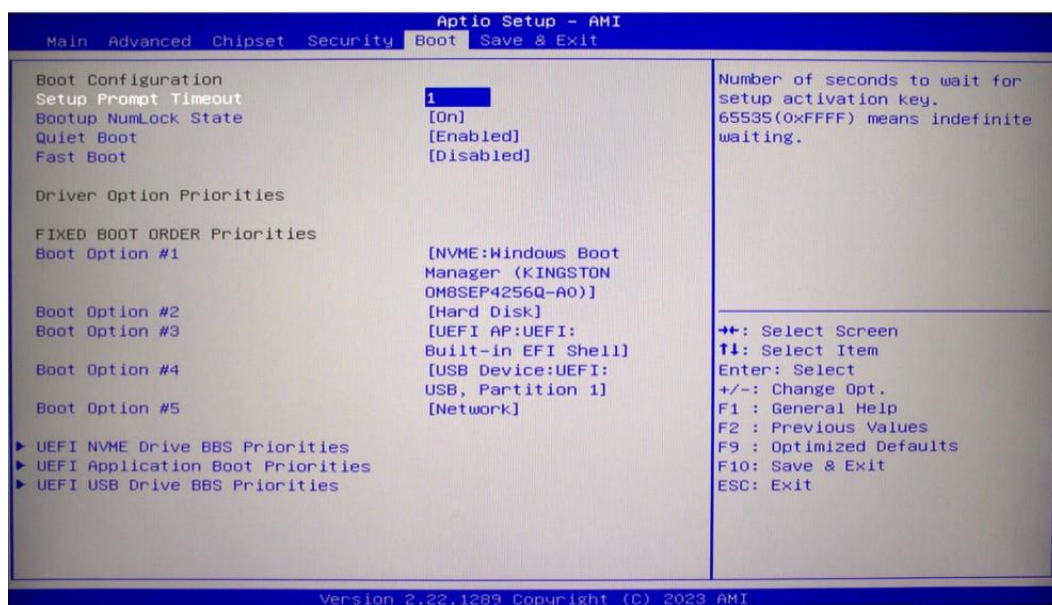 Aptio Setup – AMI
Main Advanced Chipset Security Boot Save & Exit
Boot Configuration
Setup Prompt Timeout 1
Bootup NumLock State [On]
Quiet Boot [Enabled]
Fast Boot [Disabled]
Driver Option Priorities
FIXED BOOT ORDER Priorities
Boot Option #1 [NVME:Windows Boot
Manager (KINGSTON
OM8SEP4256Q-A0)]
Boot Option #2 [Hard Disk]
Boot Option #3 [UEFI AP:UEFI:
Built-in EFI Shell]
Boot Option #4 [USB Device:UEFI:
USB, Partition 1]
Boot Option #5 [Network]
▶ UEFI NVME Drive BBS Priorities
▶ UEFI Application Boot Priorities
▶ UEFI USB Drive BBS Priorities
Number of seconds to wait for
setup activation key.
65535(0xFFFF) means indefinite
waiting.
→←: Select Screen
↑↓: Select Item
Enter: Select
+/-: Change Opt.
F1 : General Help
F2 : Previous Values
F9 : Optimized Defaults
F10: Save & Exit
ESC: Exit
Version 2.22.1289 Copyright (C) 2023 AMI